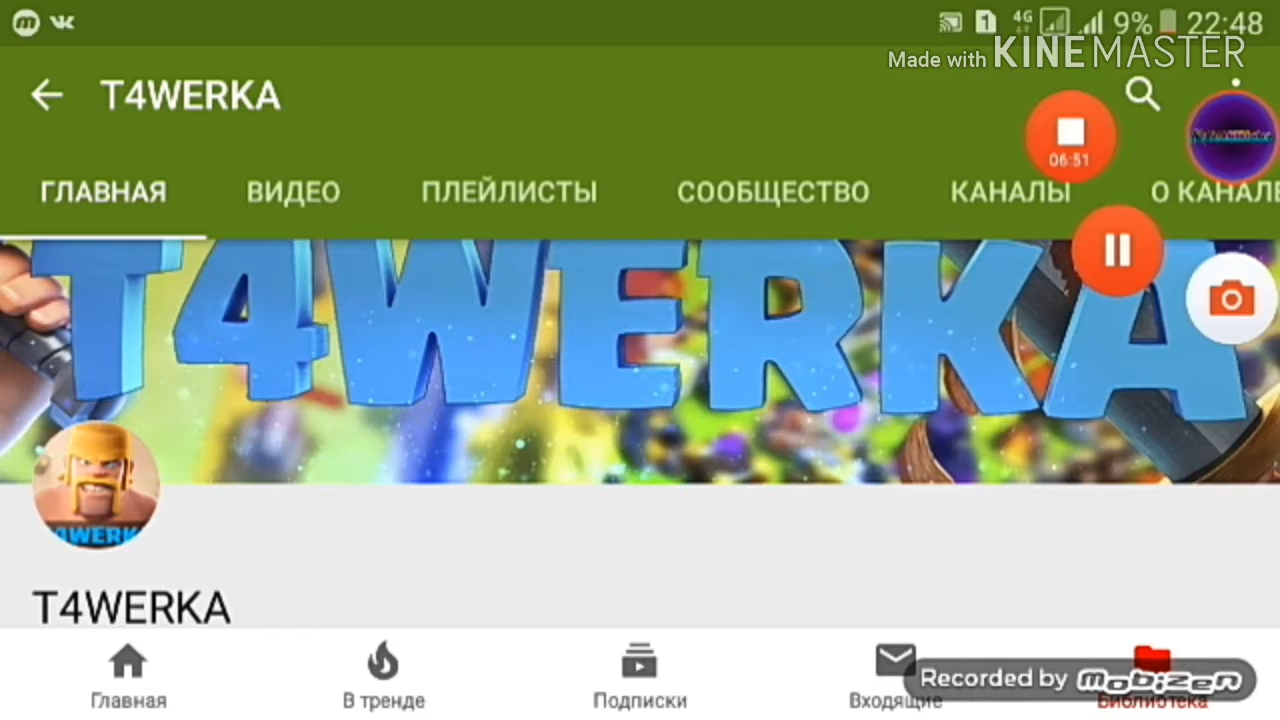 9% 22:48
Made with KINEMASTER
T4WERKA
06:51
ГЛАВНАЯ ВИДЕО ПЛЕЙЛИСТЫ СООБЩЕСТВО КАНАЛЫ О КАНАЛЕ
T4WERKA
T4WERKA
Главная В тренде Подписки Входящие Библиотека
Recorded by mobizen